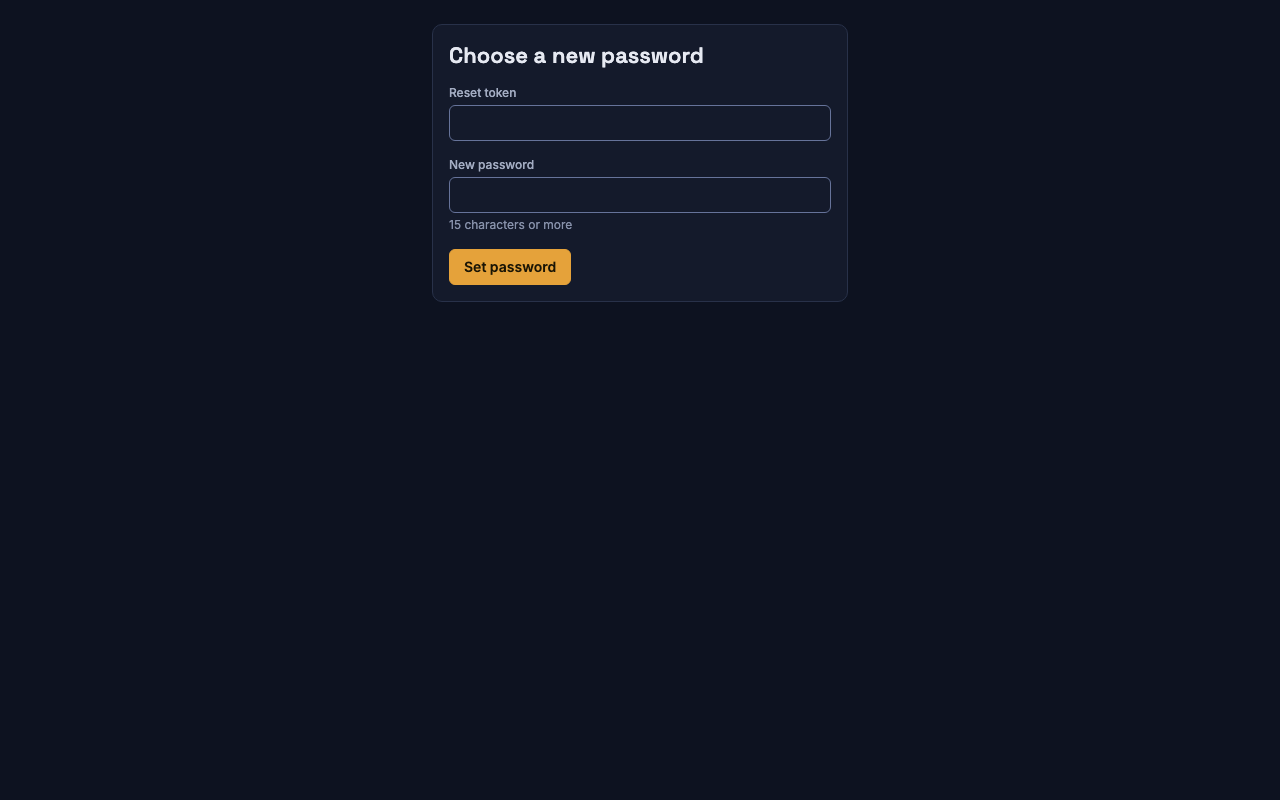 Choose a new password
Reset token
New password
15 characters or more
Set password